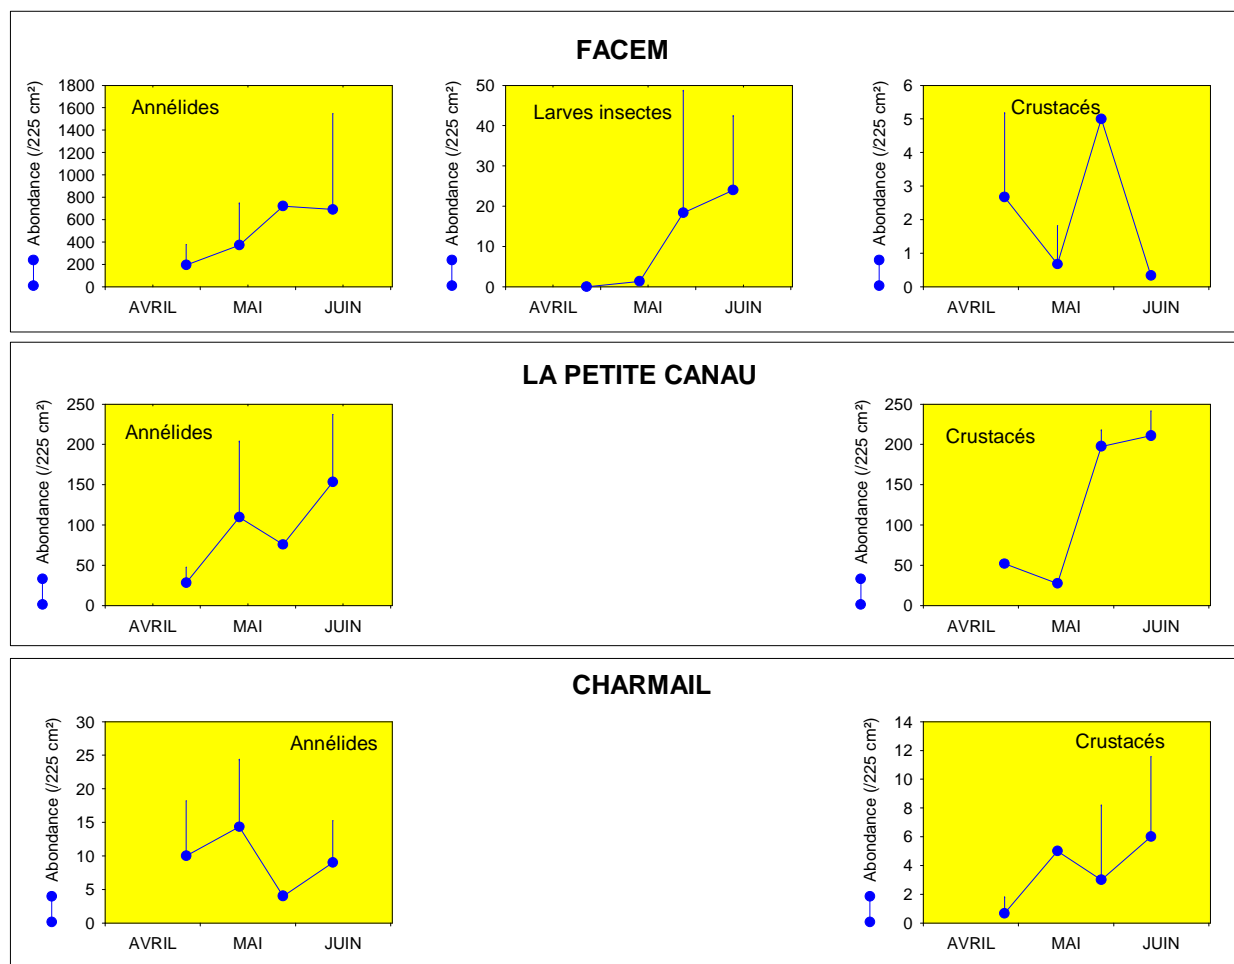 FACEM
Abondance (/225 cm²)
1800
1600
1400
1200
1000
800
600
400
200
0
Annélides
AVRIL MAI JUIN
Abondance (/225 cm²)
50
40
30
20
10
0
Larves insectes
AVRIL MAI JUIN
Abondance (/225 cm²)
6
5
4
3
2
1
0
Crustacés
AVRIL MAI JUIN
LA PETITE CANAU
Abondance (/225 cm²)
250
200
150
100
50
0
Annélides
AVRIL MAI JUIN
Abondance (/225 cm²)
250
200
150
100
50
0
Crustacés
AVRIL MAI JUIN
CHARMAIL
Abondance (/225 cm²)
30
25
20
15
10
5
0
Annélides
AVRIL MAI JUIN
Abondance (/225 cm²)
14
12
10
8
6
4
2
0
Crustacés
AVRIL MAI JUIN